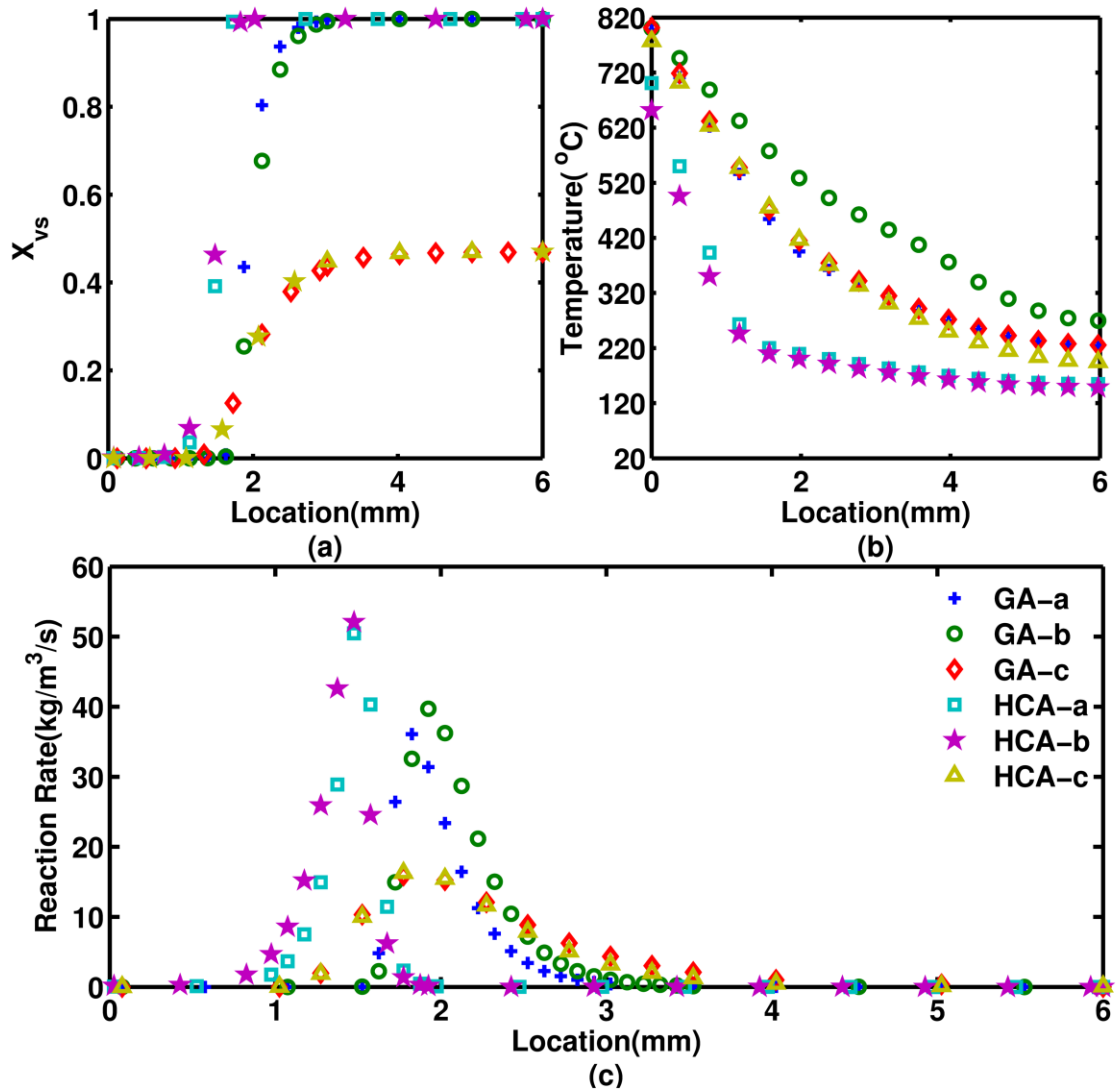 1
0.8
0.6
0.4
0.2
0
X_vs
0 2 4 6
Location(mm)
(a)
820
720
620
520
420
320
220
120
20
Temperature( °C)
0 2 4 6
Location(mm)
(b)
60
50
40
30
20
10
0
Reaction Rate(kg/m³/s)
0 1 2 3 4 5 6
Location(mm)
(c)
GA-a
GA-b
GA-c
HCA-a
HCA-b
HCA-c